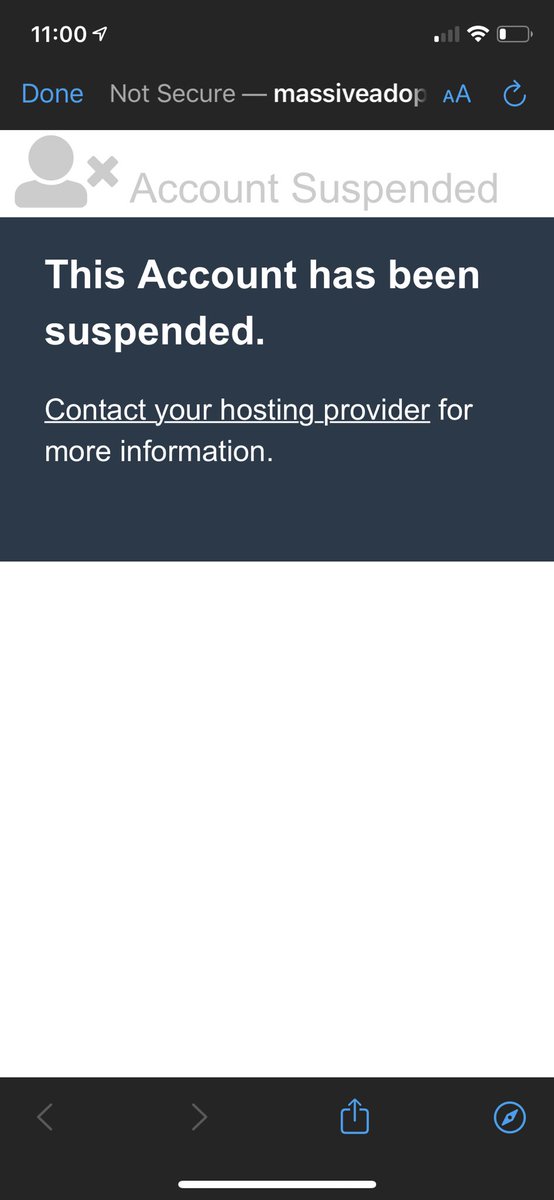 11:00
Done Not Secure — massiveadop AA
Account Suspended
This Account has been
suspended.
Contact your hosting provider for
more information.